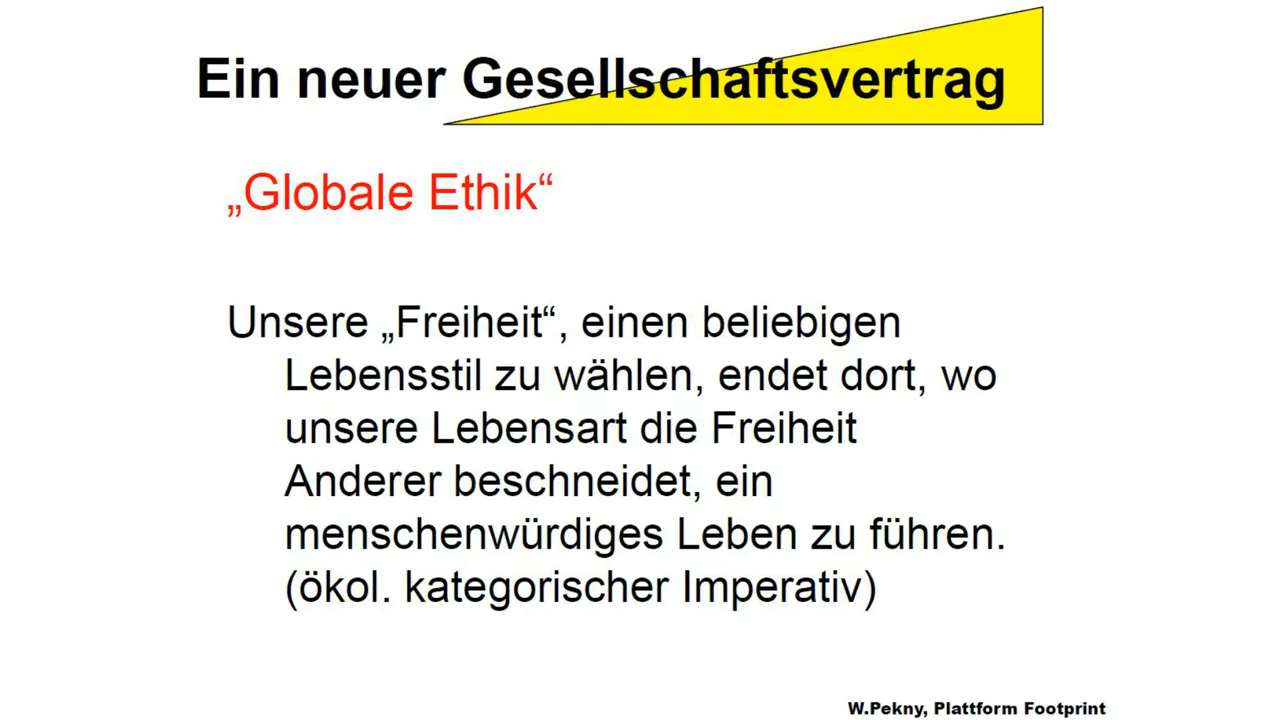 Ein neuer Gesellschaftsvertrag
„Globale Ethik“
Unsere „Freiheit“, einen beliebigen
Lebensstil zu wählen, endet dort, wo
unsere Lebensart die Freiheit
Anderer beschneidet, ein
menschenwürdiges Leben zu führen.
(ökol. kategorischer Imperativ)
W.Pekny, Plattform Footprint